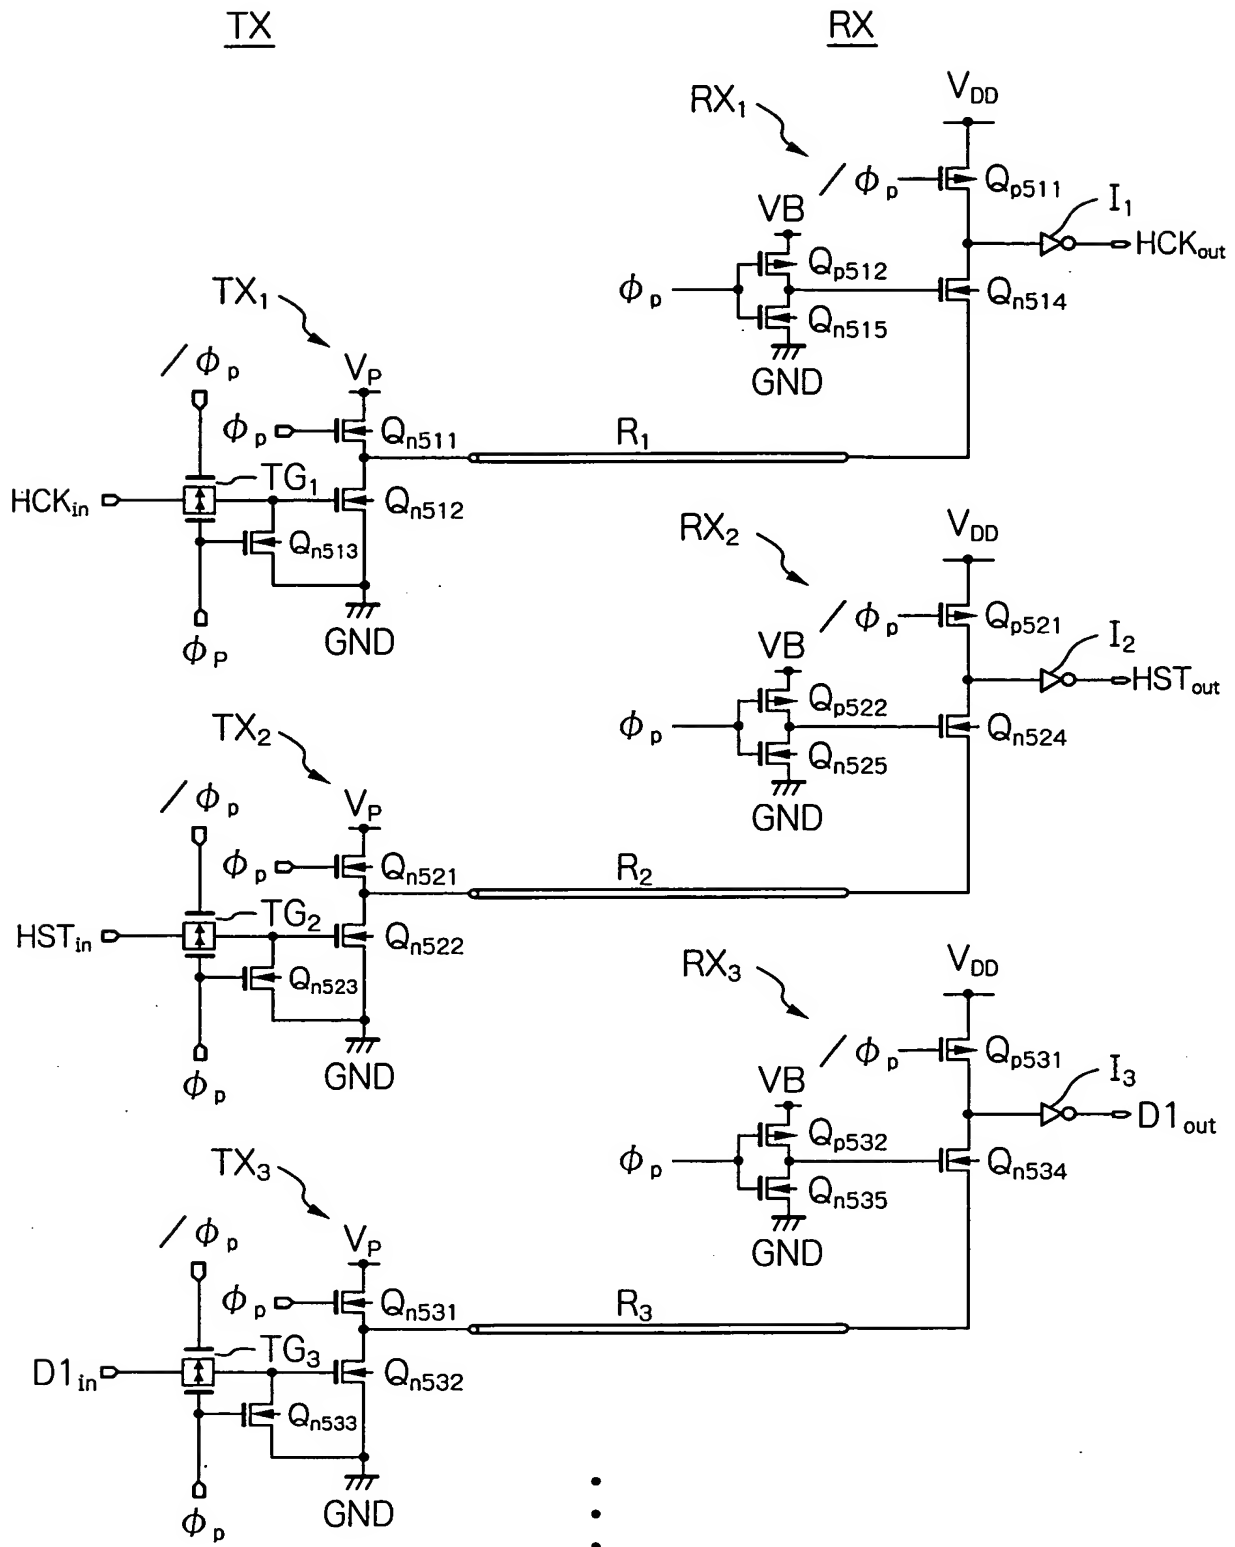 TX
RX
RX1
VDD
/ϕp
Qp511
I1
HCKout
VB
Qp512
ϕp
Qn514
Qn515
GND
TX1
/ϕp
VP
ϕp
Qn511
R1
TG1
HCKin
Qn512
Qn513
ϕP
GND
RX2
VDD
/ϕp
Qp521
I2
HSTout
VB
Qp522
ϕp
Qn524
Qn525
GND
TX2
/ϕp
VP
ϕp
Qn521
R2
TG2
HSTin
Qn522
Qn523
ϕp
GND
RX3
VDD
/ϕp
Qp531
I3
D1out
VB
Qp532
ϕp
Qn534
Qn535
GND
TX3
/ϕp
VP
ϕp
Qn531
R3
TG3
D1in
Qn532
Qn533
ϕp
GND